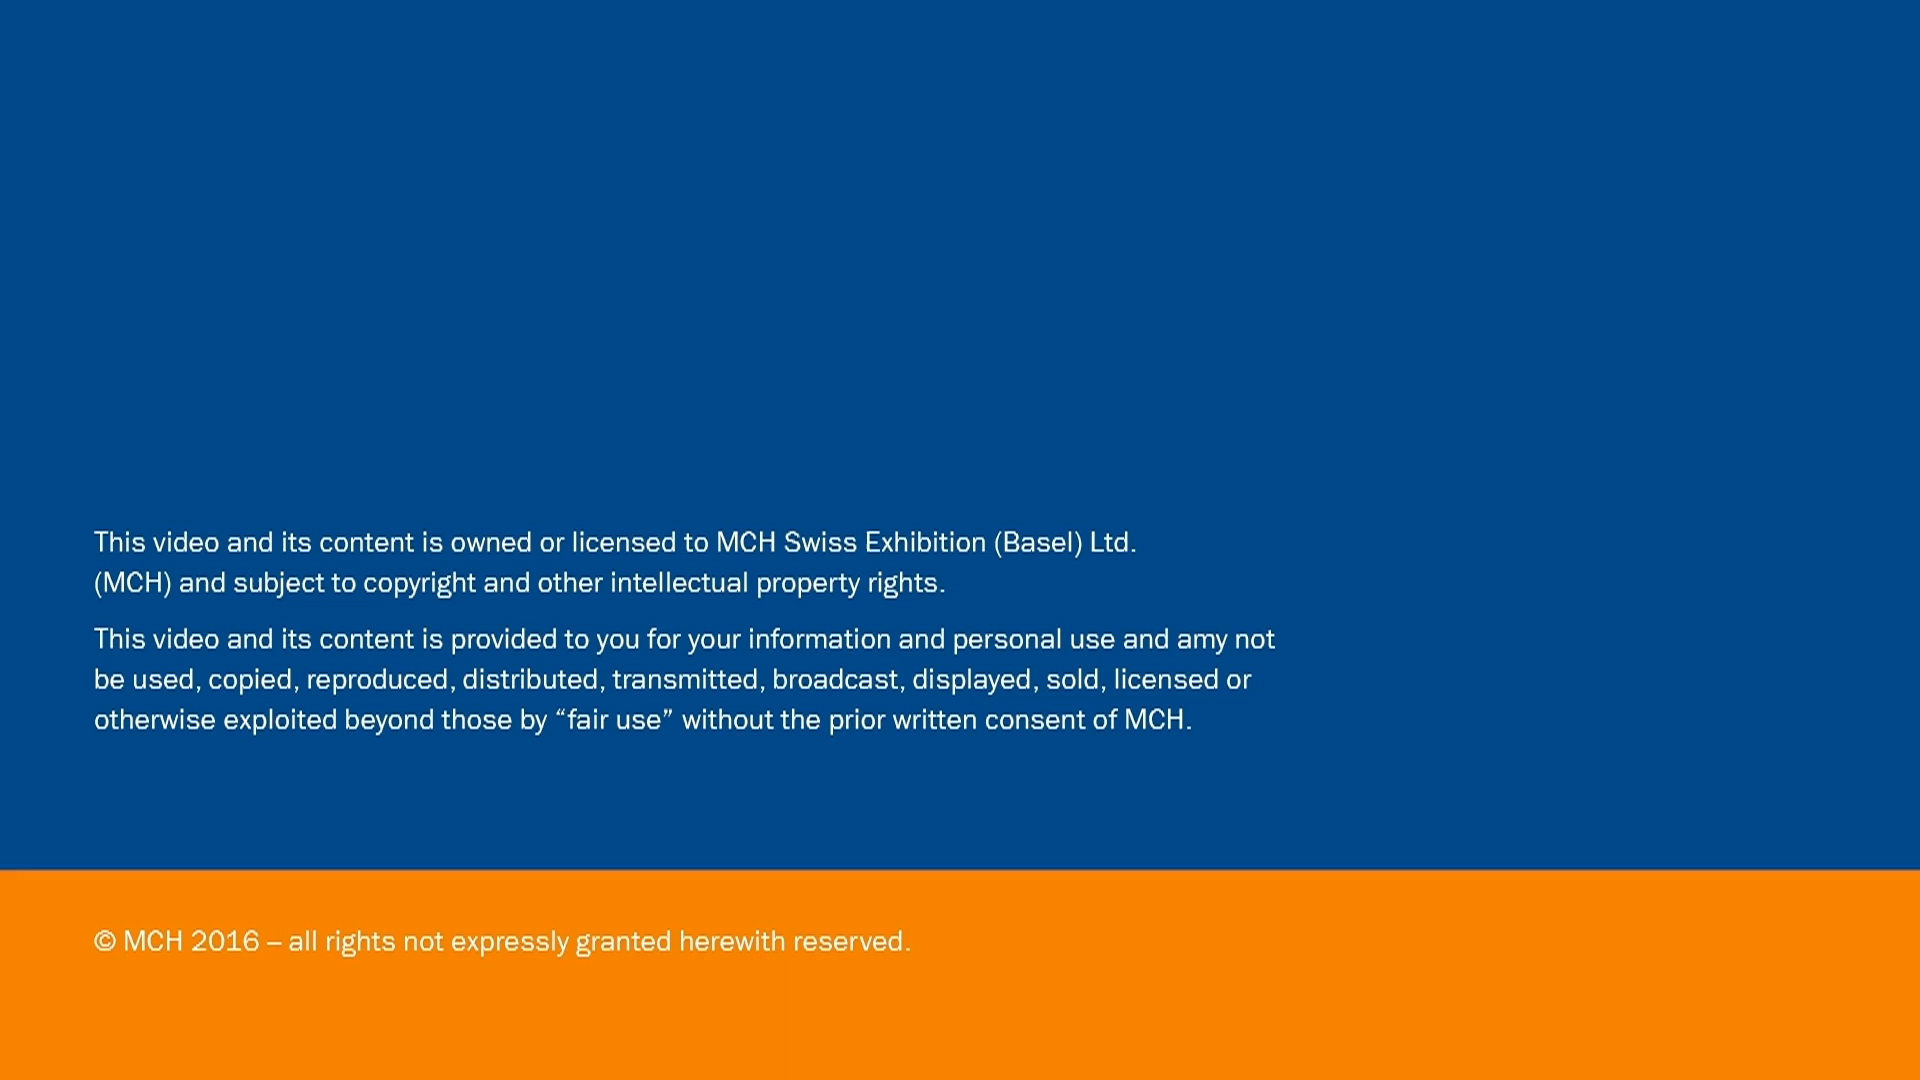 This video and its content is owned or licensed to MCH Swiss Exhibition (Basel) Ltd.
(MCH) and subject to copyright and other intellectual property rights.
This video and its content is provided to you for your information and personal use and amy not
be used, copied, reproduced, distributed, transmitted, broadcast, displayed, sold, licensed or
otherwise exploited beyond those by “fair use” without the prior written consent of MCH.
© MCH 2016 – all rights not expressly granted herewith reserved.